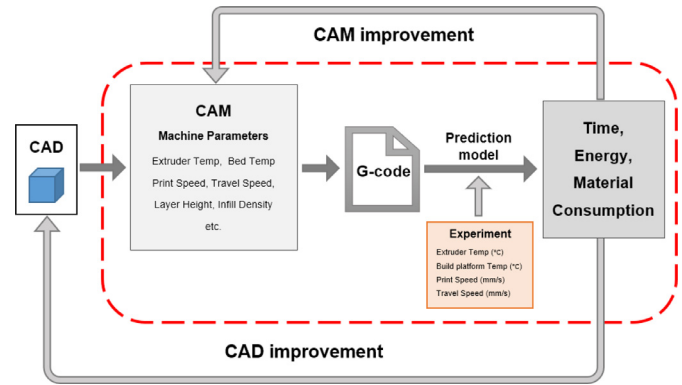 CAM improvement
CAM
Machine Parameters
Extruder Temp, Bed Temp
Print Speed, Travel Speed,
Layer Height, Infill Density
etc.
CAD
G-code
Prediction
model
Time,
Energy,
Material
Consumption
Experiment
Extruder Temp (℃)
Build platform Temp (℃)
Print Speed (mm/s)
Travel Speed (mm/s)
CAD improvement